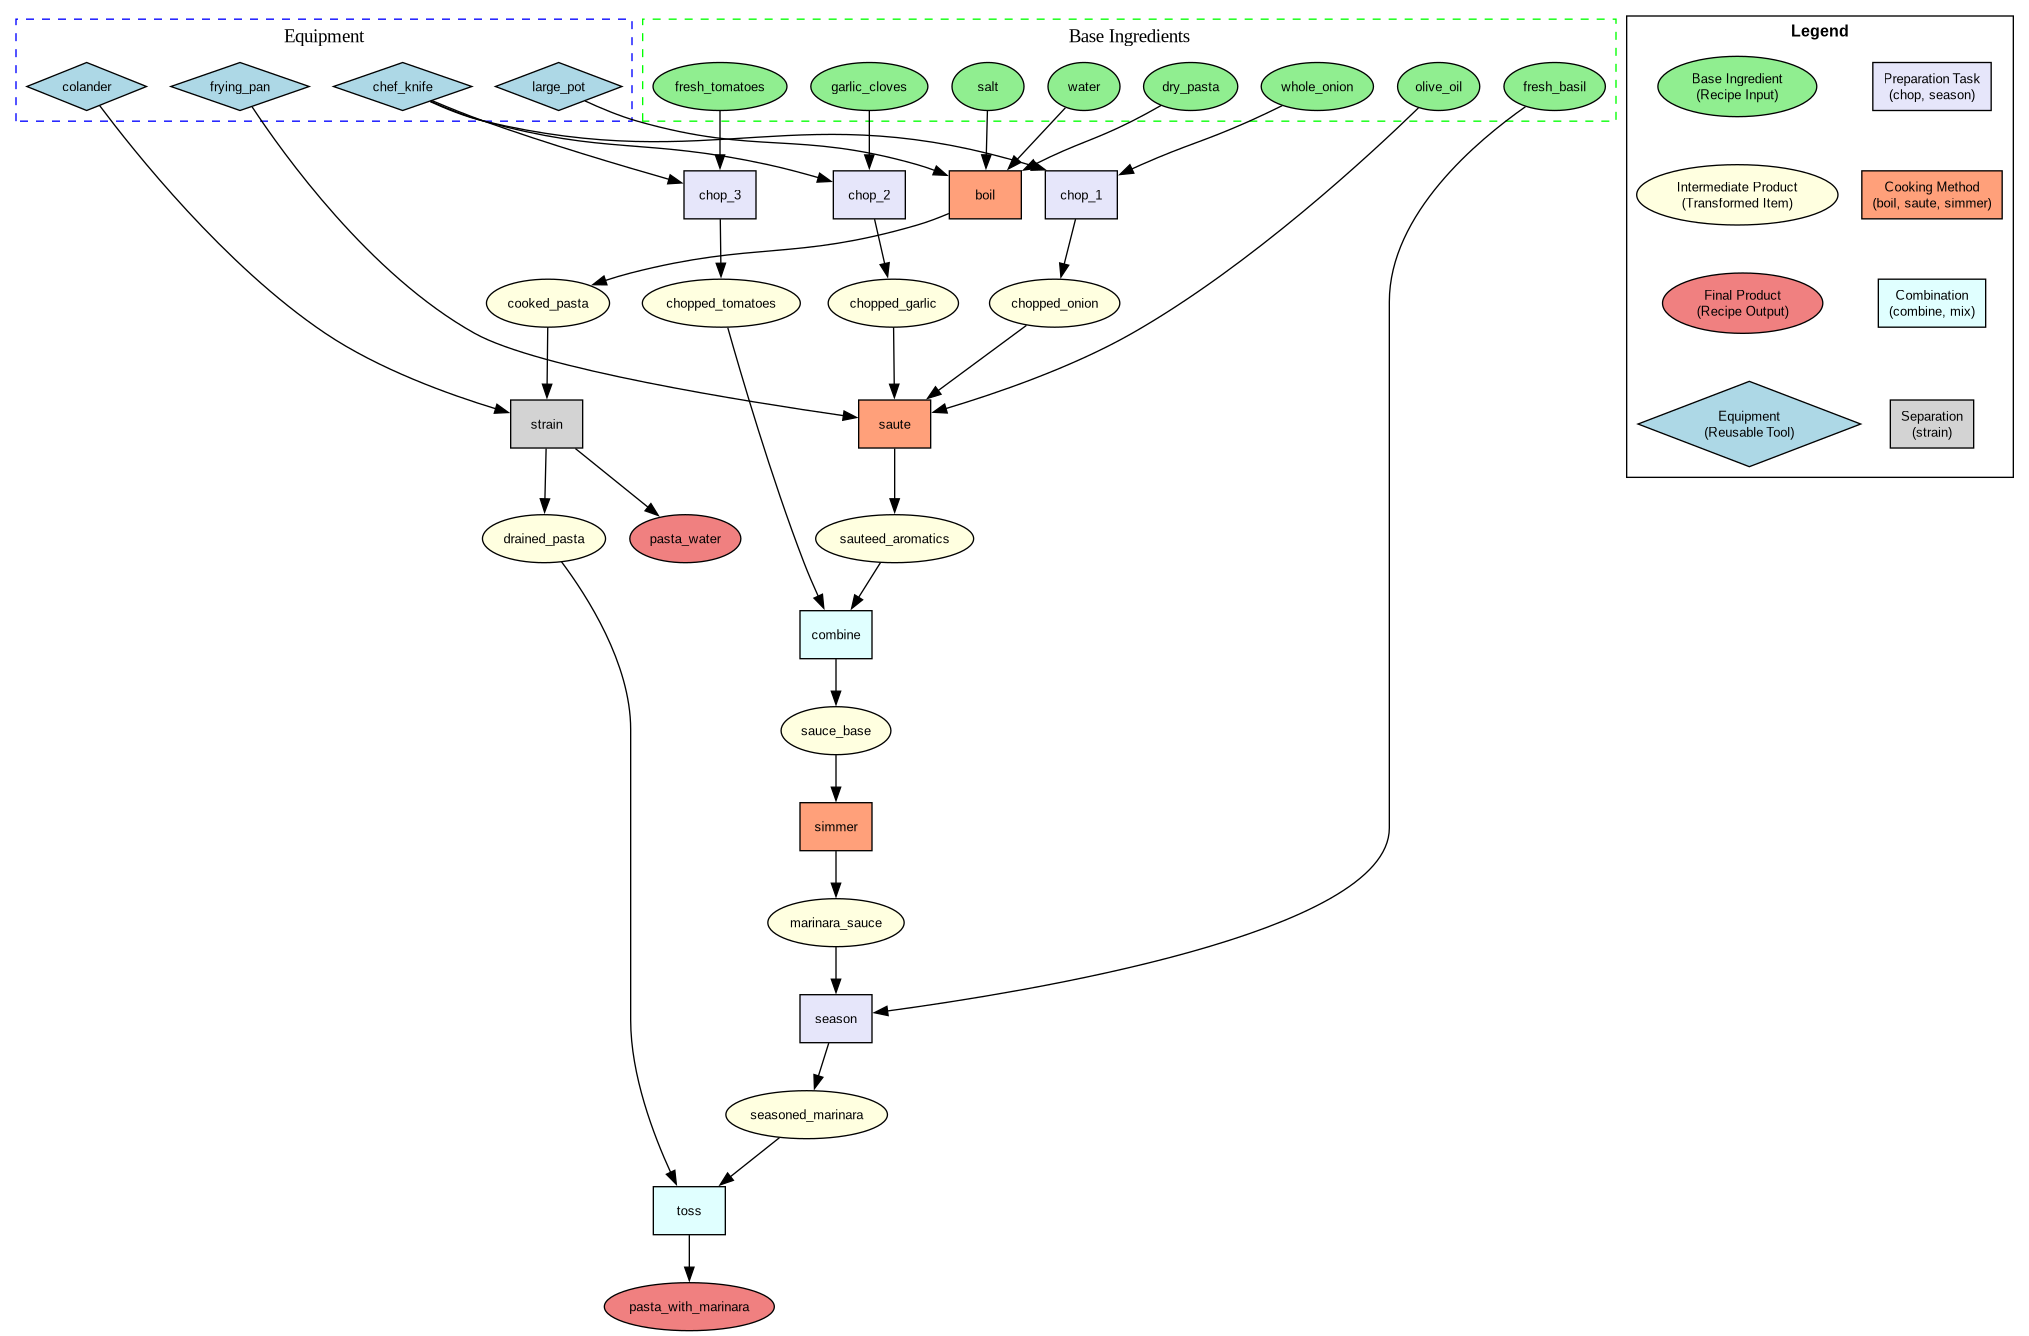 Equipment
Base Ingredients
Legend
colander
frying_pan
chef_knife
large_pot
fresh_tomatoes
garlic_cloves
salt
water
dry_pasta
whole_onion
olive_oil
fresh_basil
Base Ingredient
(Recipe Input)
Preparation Task
(chop, season)
chop_3
chop_2
boil
chop_1
Intermediate Product
(Transformed Item)
Cooking Method
(boil, saute, simmer)
cooked_pasta
chopped_tomatoes
chopped_garlic
chopped_onion
Final Product
(Recipe Output)
Combination
(combine, mix)
strain
saute
Equipment
(Reusable Tool)
Separation
(strain)
drained_pasta
pasta_water
sauteed_aromatics
combine
sauce_base
simmer
marinara_sauce
season
seasoned_marinara
toss
pasta_with_marinara